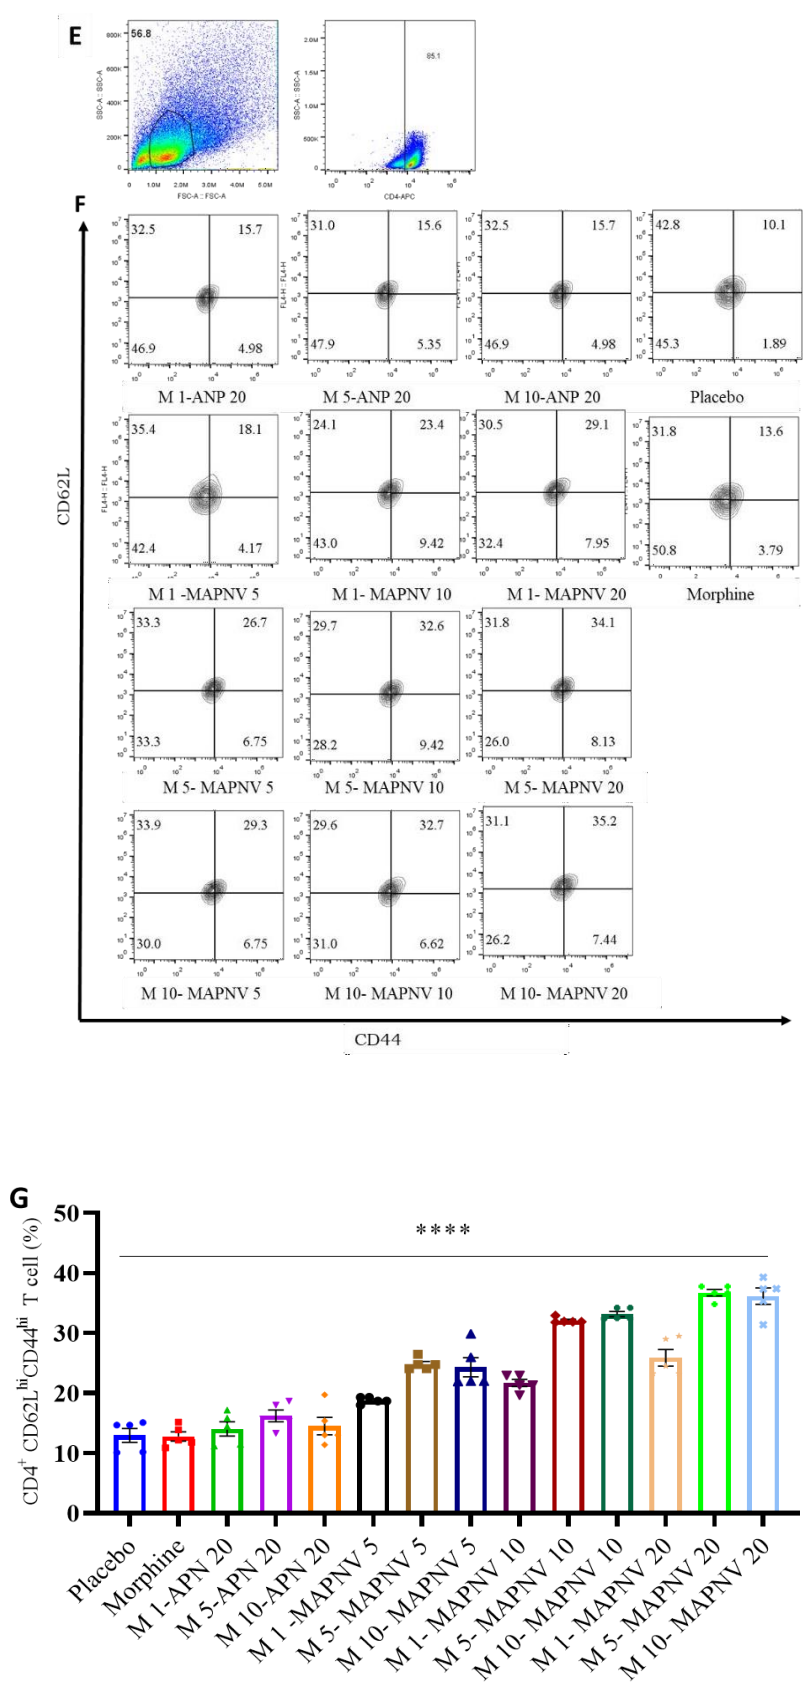 E
56.8
800K
600K
400K
200K
0
SSC-A :: SSC-A
0 1.0M 2.0M 3.0M 4.0M 5.0M
FSC-A :: FSC-A
85.1
2.0M
1.5M
1.0M
500K
0
SSC-A :: SSC-A
CD4-APC
F
CD62L
32.5 15.7 31.0 15.6 32.5 15.7 42.8 10.1
46.9 4.98 47.9 5.35 46.9 4.98 45.3 1.89
M 1-ANP 20 M 5-ANP 20 M 10-ANP 20 Placebo
35.4 18.1 24.1 23.4 30.5 29.1 31.8 13.6
FL4-H :: FL4-H
42.4 4.17 43.0 9.42 32.4 7.95 50.8 3.79
M 1 -MAPNV 5 M 1- MAPNV 10 M 1- MAPNV 20 Morphine
33.3 26.7 29.7 32.6 31.8 34.1
33.3 6.75 28.2 9.42 26.0 8.13
M 5- MAPNV 5 M 5- MAPNV 10 M 5- MAPNV 20
33.9 29.3 29.6 32.7 31.1 35.2
30.0 6.75 31.0 6.62 26.2 7.44
M 10- MAPNV 5 M 10- MAPNV 10 M 10- MAPNV 20
CD44
G
CD4+ CD62LhiCD44hi T cell (%)
50
40
30
20
10
0
****
Placebo
Morphine
M 1-APN 20
M 5-APN 20
M 10-APN 20
M 1 -MAPNV 5
M 5- MAPNV 5
M 10- MAPNV 5
M 1- MAPNV 10
M 5- MAPNV 10
M 10- MAPNV 10
M 1- MAPNV 20
M 5- MAPNV 20
M 10- MAPNV 20